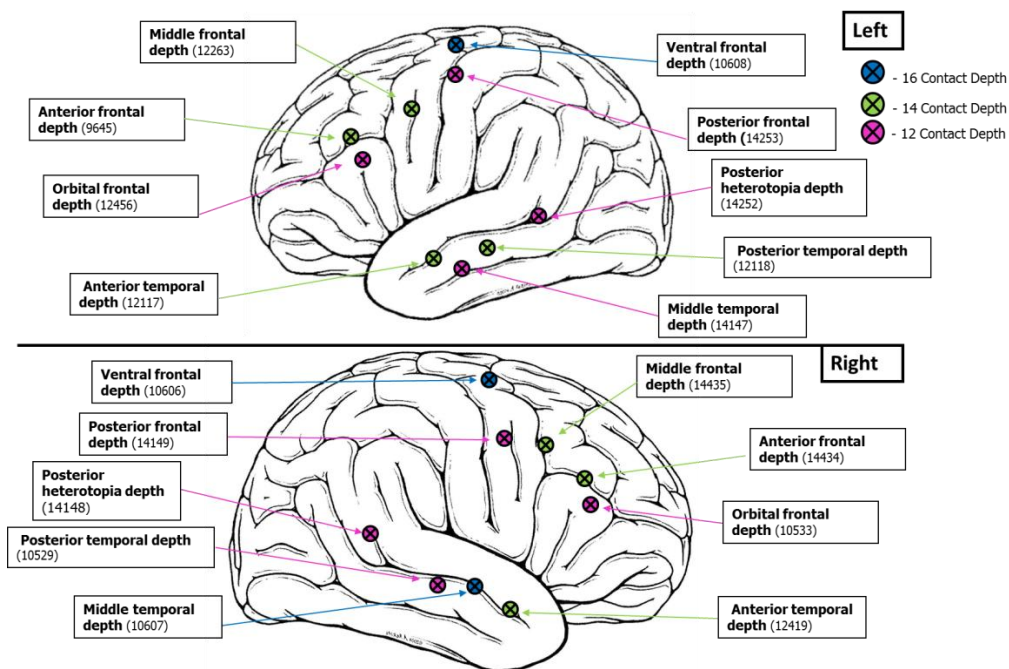 Left
- 16 Contact Depth
- 14 Contact Depth
- 12 Contact Depth
Middle frontal
depth (12263)
Ventral frontal
depth (10608)
Anterior frontal
depth (9645)
Posterior frontal
depth (14253)
Orbital frontal
depth (12456)
Posterior
heterotopia depth
(14252)
Posterior temporal depth
(12118)
Anterior temporal
depth (12117)
Middle temporal
depth (14147)
Right
Ventral frontal
depth (10606)
Middle frontal
depth (14435)
Posterior frontal
depth (14149)
Anterior frontal
depth (14434)
Posterior
heterotopia depth
(14148)
Orbital frontal
depth (10533)
Posterior temporal depth
(10529)
Middle temporal
depth (10607)
Anterior temporal
depth (12419)